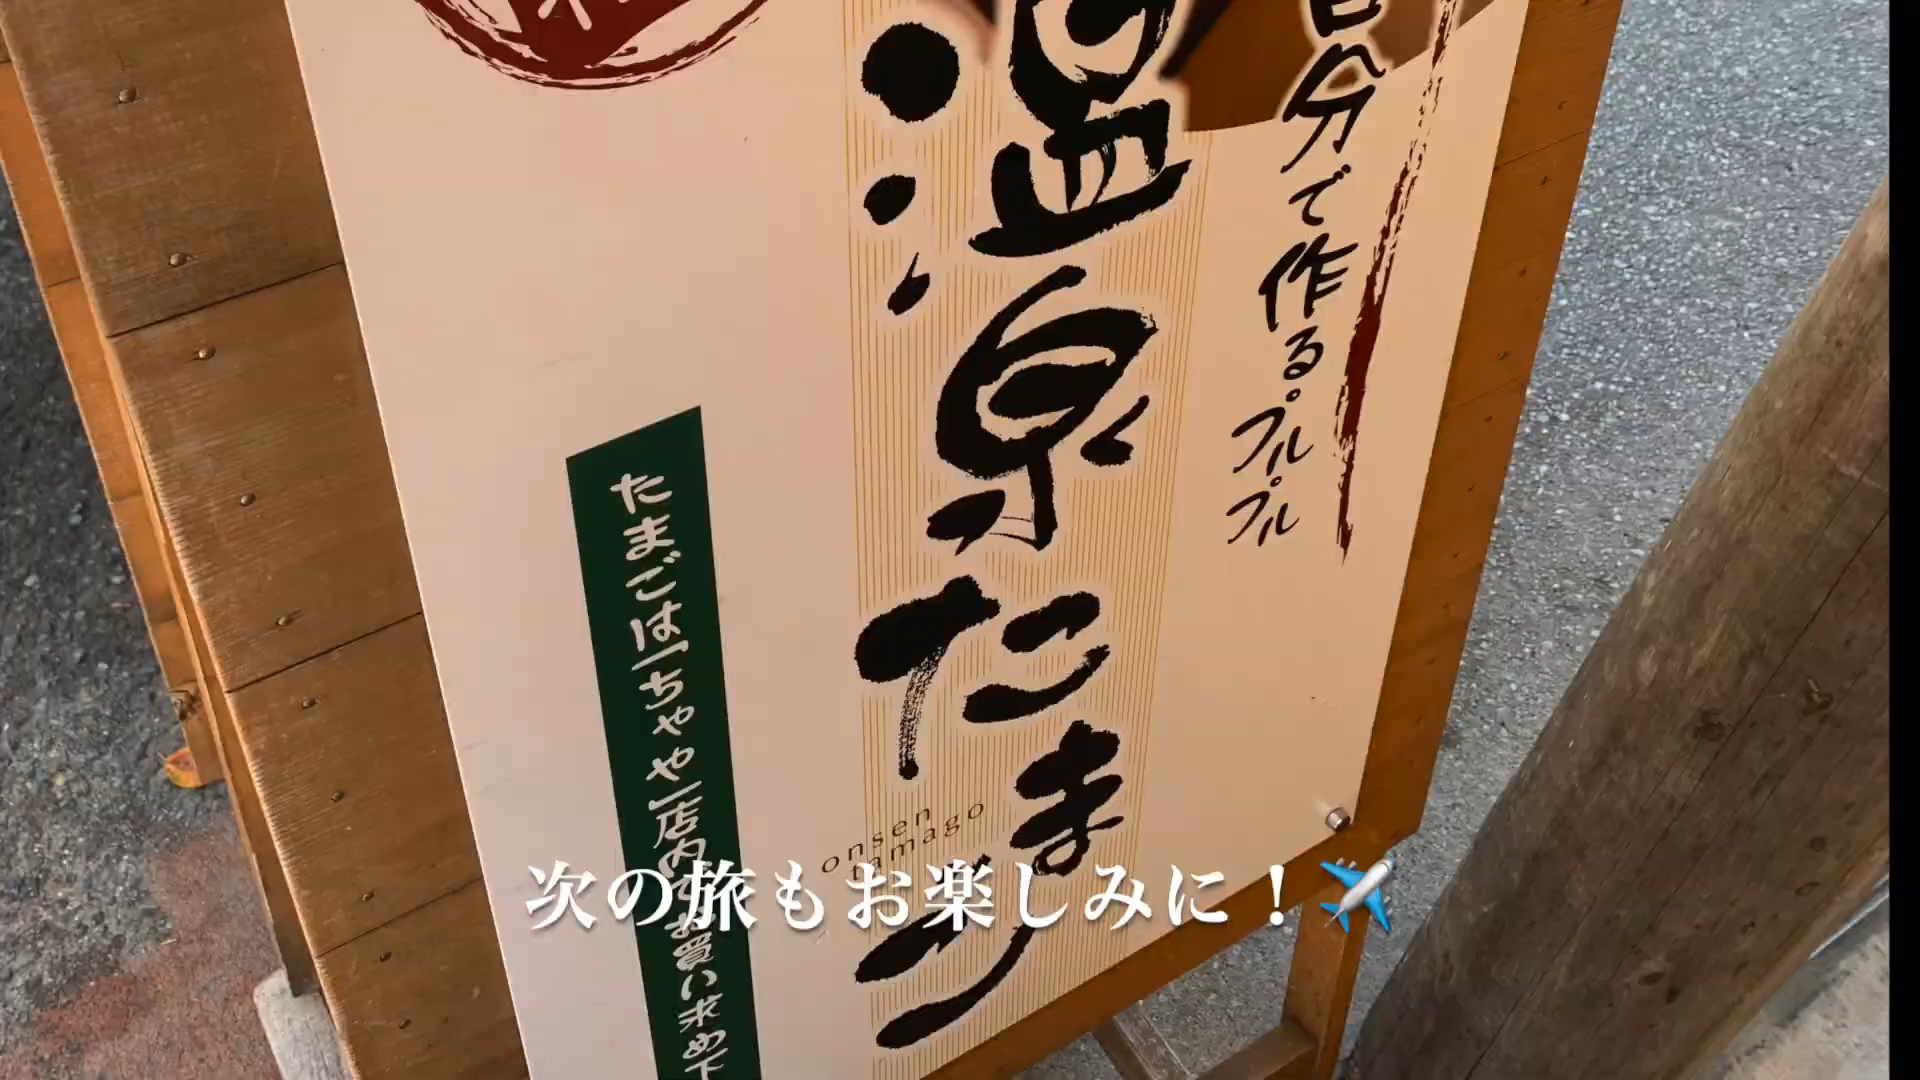 自分で作る。プルプル
温泉たまご
onsen
tamago
たまごは「ちゃや」店内でお買い求め下
次の旅もお楽しみに！✈️